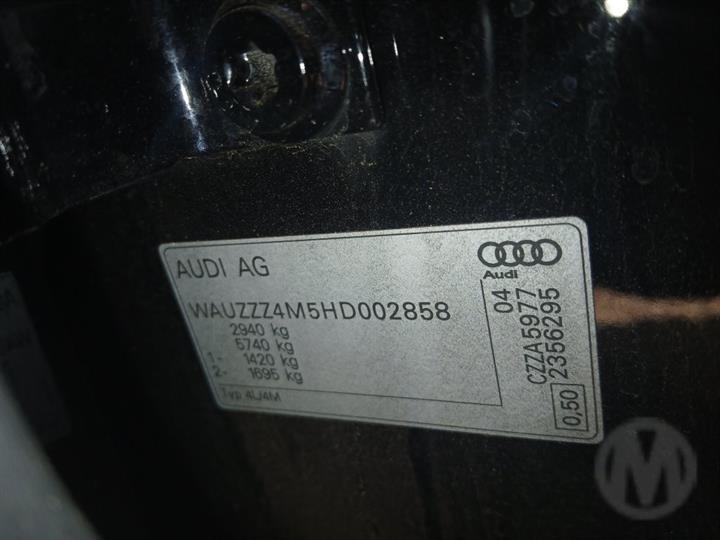 AUDI AG
WAUZZZ4M5HD002858
2940 kg
5740 kg
1- 1420 kg
2- 1695 kg
Typ 4L/4M
Audi
04
CZZA5977
2356295
0,50
M